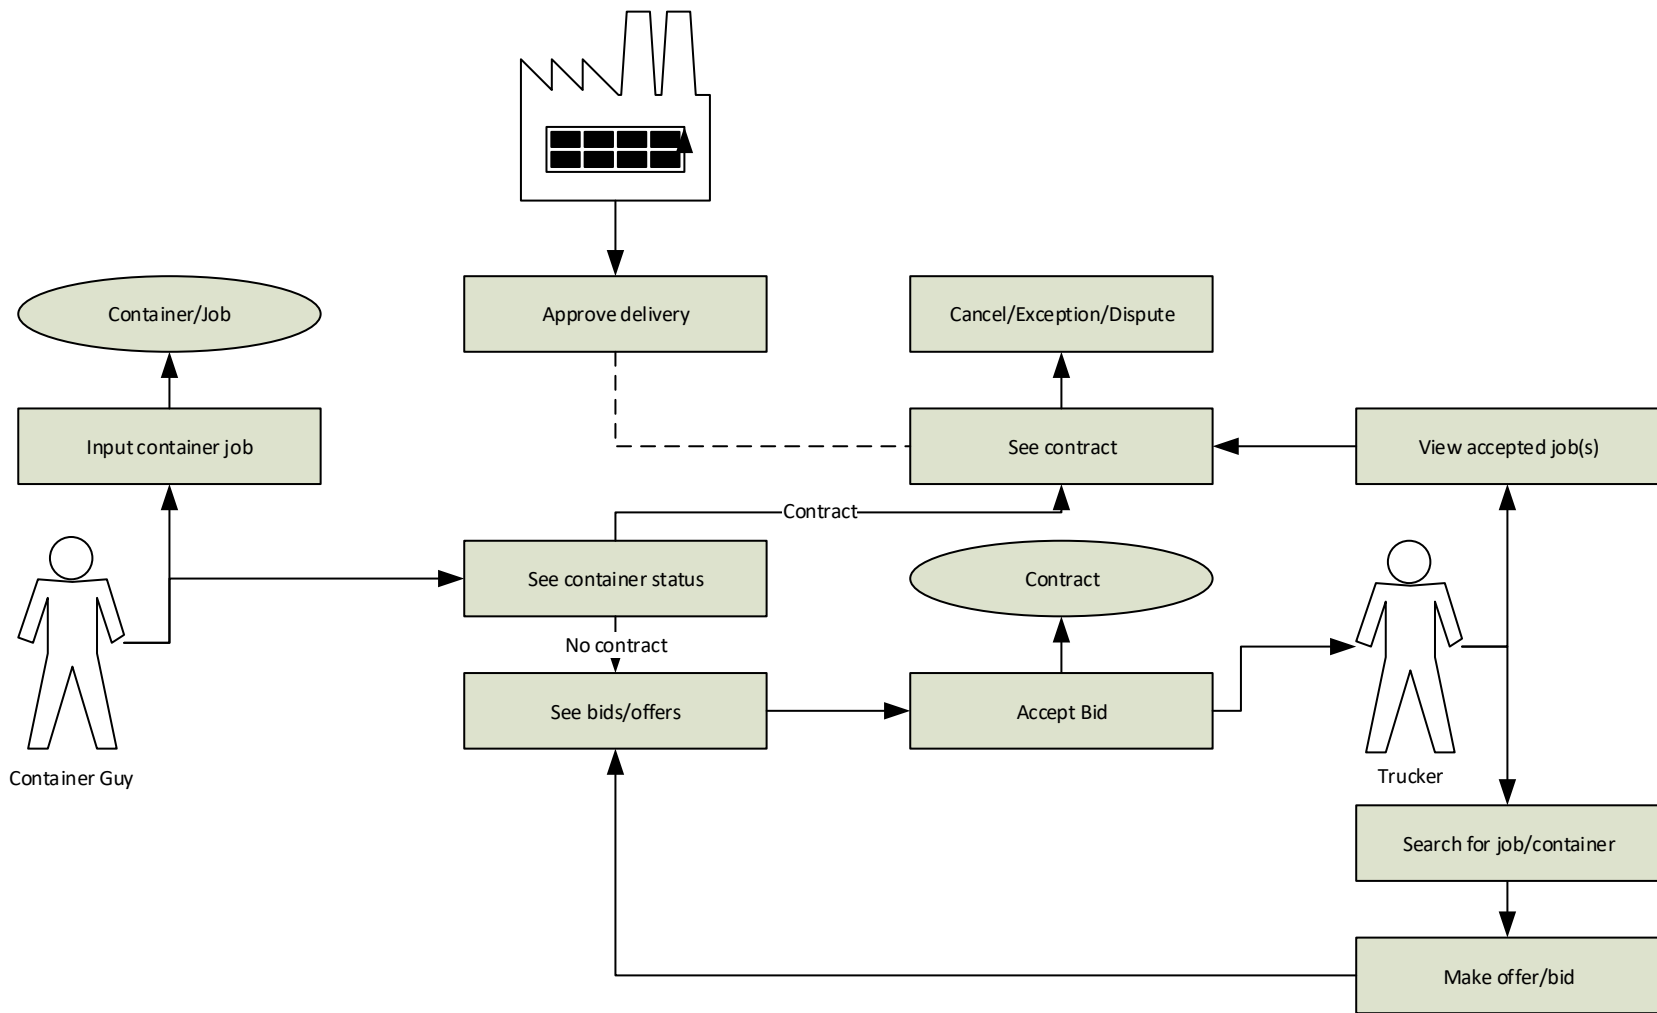 Container/Job
Approve delivery
Cancel/Exception/Dispute
Input container job
See contract
View accepted job(s)
Contract
See container status
Contract
No contract
See bids/offers
Accept Bid
Container Guy
Trucker
Search for job/container
Make offer/bid